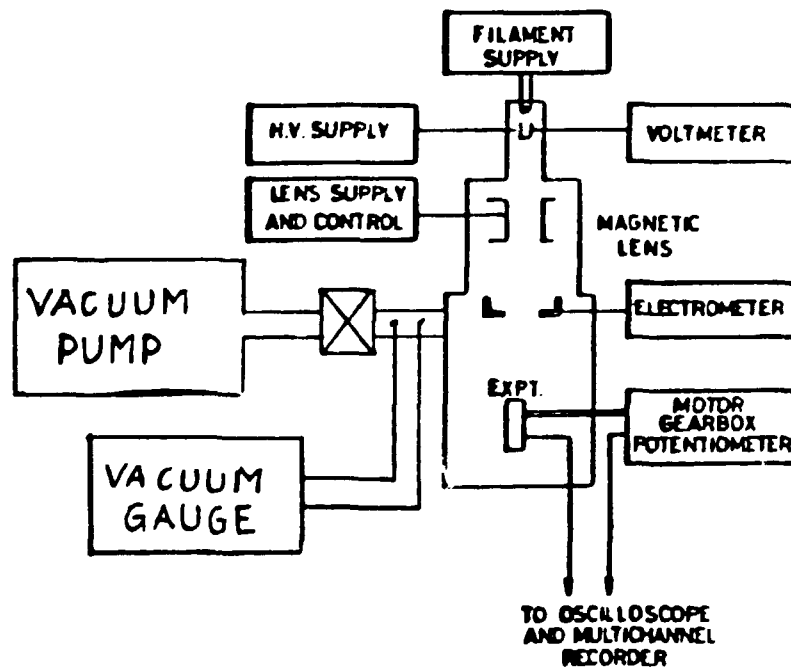 FILAMENT
SUPPLY
H.V. SUPPLY
VOLTMETER
LENS SUPPLY
AND CONTROL
MAGNETIC
LENS
VACUUM
PUMP
ELECTROMETER
EXPT.
MOTOR
GEARBOX
POTENTIOMETER
VACUUM
GAUGE
TO OSCILLOSCOPE
AND MULTICHANNEL
RECORDER